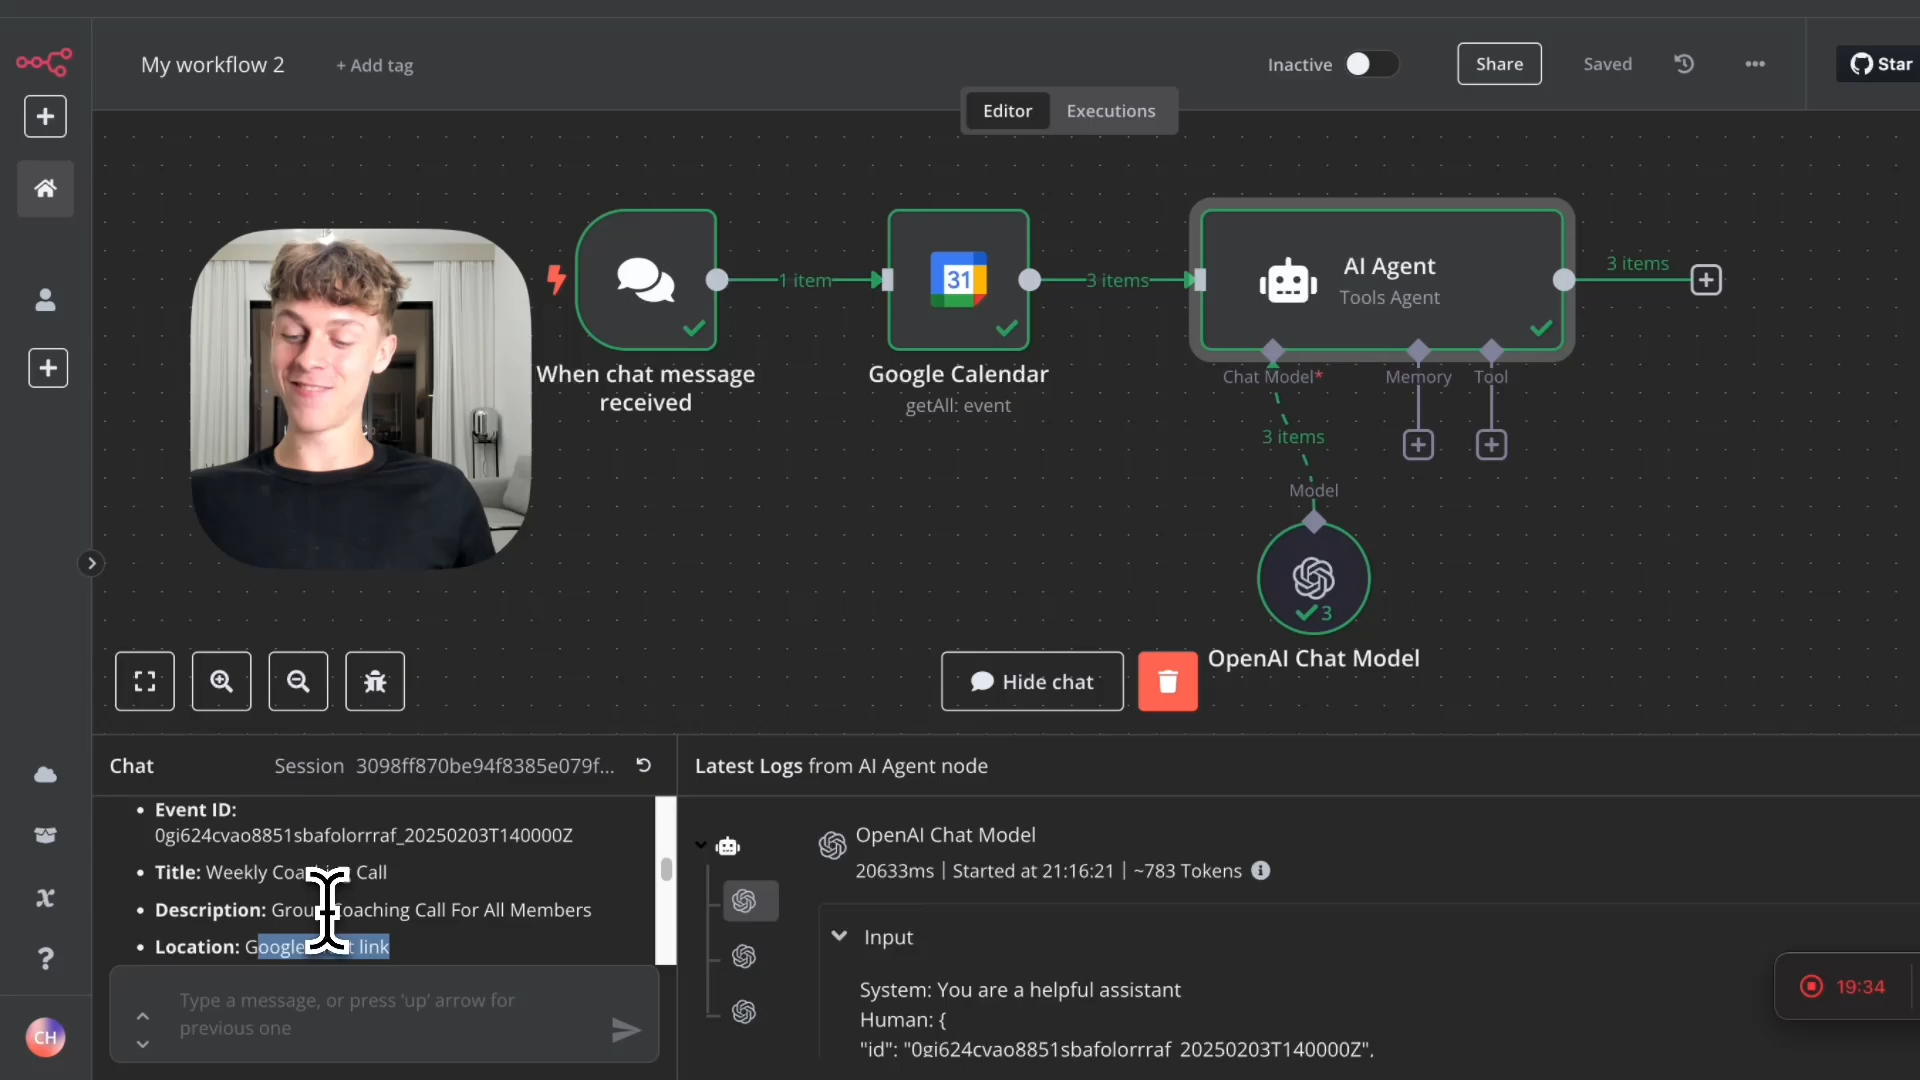 My workflow 2
+ Add tag
Inactive
Share
Saved
Star
Editor
Executions
1 item
31
3 items
AI Agent
Tools Agent
3 items
When chat message
received
Google Calendar
getAll: event
Chat Model*
Memory
Tool
3 items
Model
3
OpenAI Chat Model
Hide chat
Chat
Session 3098ff870be94f8385e079f...
Latest Logs from AI Agent node
Event ID:
0gi624cvao8851sbafolorrraf_20250203T140000Z
Title: Weekly Call
Description: Coaching Call For All Members
Location: Google link
Type a message, or press 'up' arrow for
previous one
OpenAI Chat Model
20633ms | Started at 21:16:21 | ~783 Tokens
Input
System: You are a helpful assistant
Human: {
"id": "0gi624cvao8851sbafolorrraf_20250203T140000Z",
19:34
CH